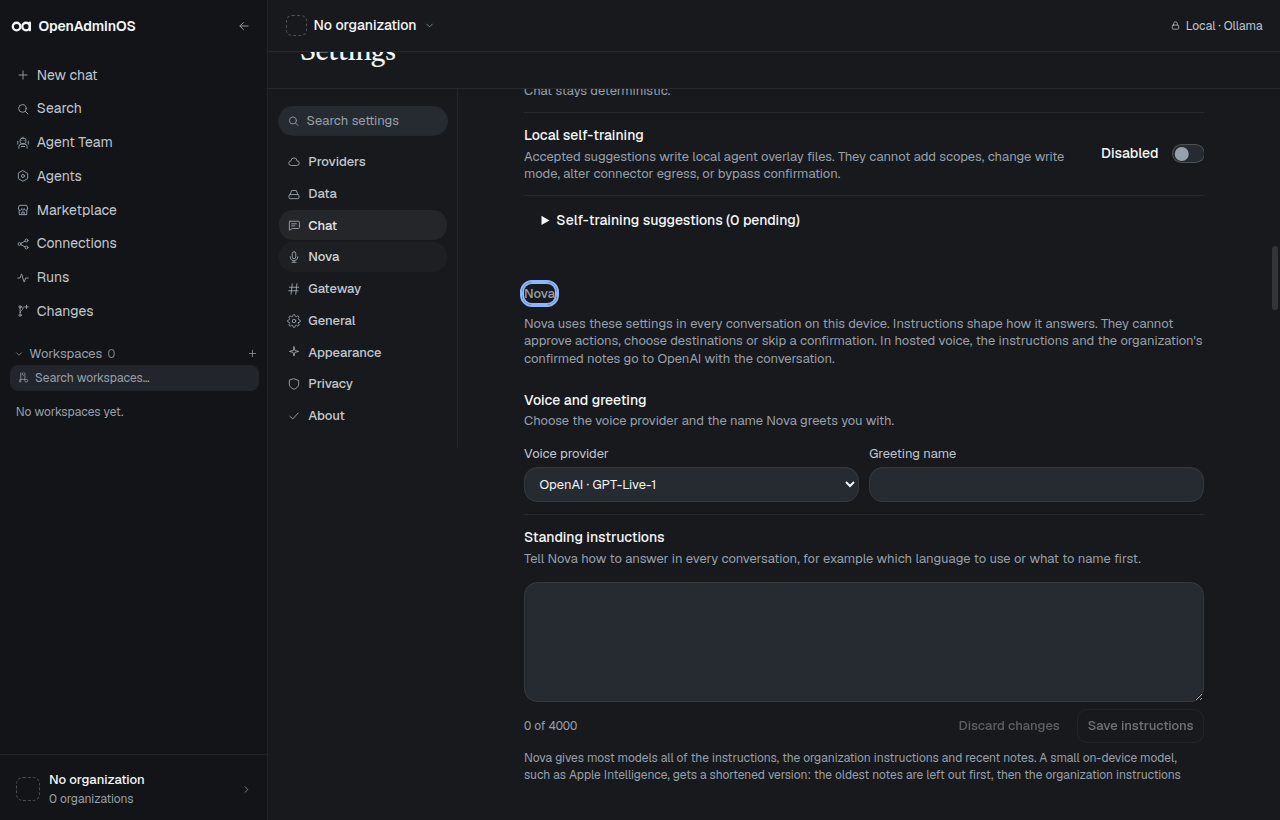 OpenAdminOS
No organization
Local · Ollama
Settings
New chat
Search
Agent Team
Agents
Marketplace
Connections
Runs
Changes
Workspaces 0
Search workspaces...
No workspaces yet.
No organization
0 organizations
Search settings
Providers
Data
Chat
Nova
Gateway
General
Appearance
Privacy
About
Chat stays deterministic.
Local self-training
Accepted suggestions write local agent overlay files. They cannot add scopes, change write
mode, alter connector egress, or bypass confirmation.
Disabled
Self-training suggestions (0 pending)
Nova
Nova uses these settings in every conversation on this device. Instructions shape how it answers. They cannot
approve actions, choose destinations or skip a confirmation. In hosted voice, the instructions and the organization's
confirmed notes go to OpenAI with the conversation.
Voice and greeting
Choose the voice provider and the name Nova greets you with.
Voice provider
Greeting name
OpenAI · GPT-Live-1
Standing instructions
Tell Nova how to answer in every conversation, for example which language to use or what to name first.
0 of 4000
Discard changes
Save instructions
Nova gives most models all of the instructions, the organization instructions and recent notes. A small on-device model,
such as Apple Intelligence, gets a shortened version: the oldest notes are left out first, then the organization instructions